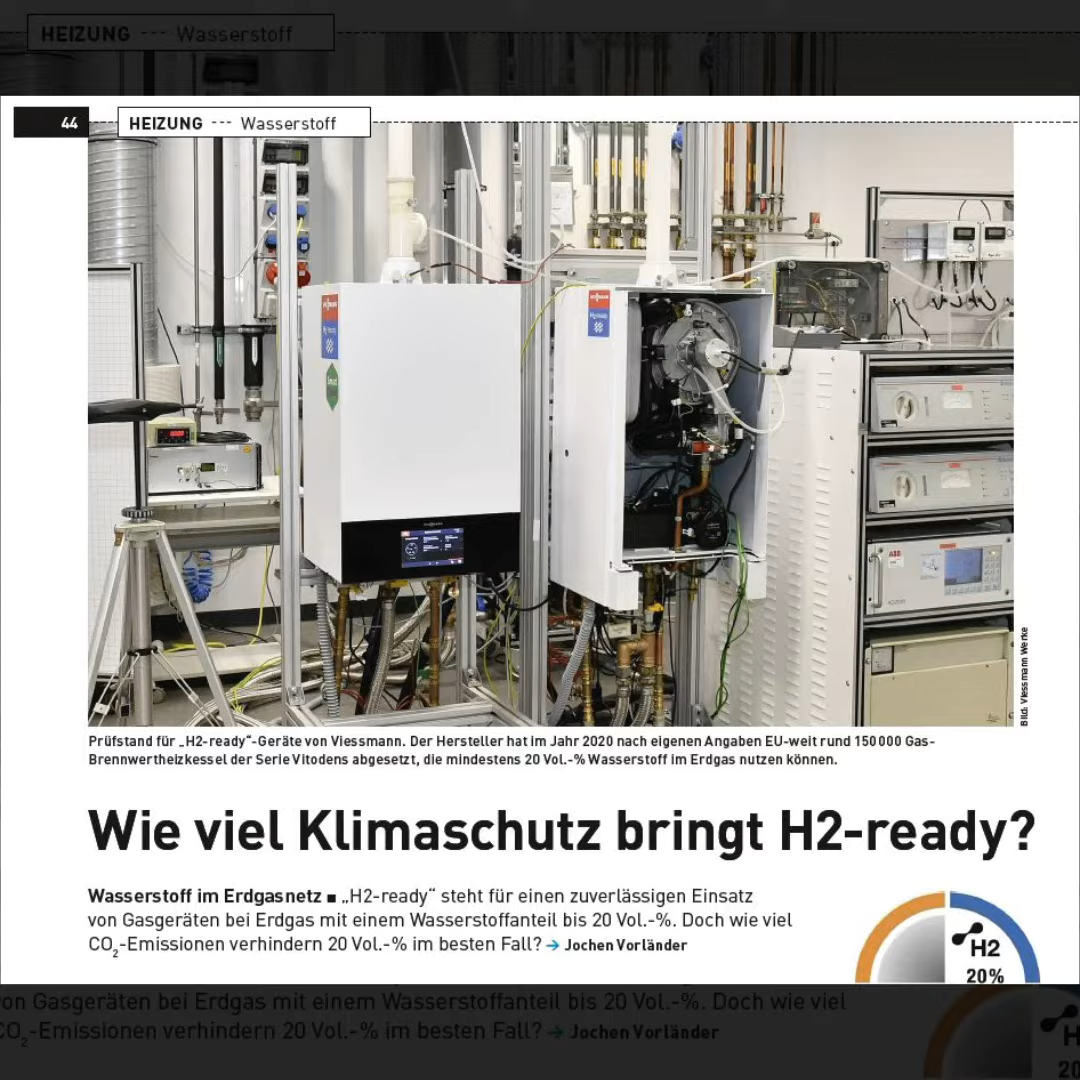 HEIZUNG --- Wasserstoff
44
HEIZUNG --- Wasserstoff
VIESSMANN
VIESSMANN
ABB
Bild: Viessmann Werke
Prüfstand für „H2-ready“-Geräte von Viessmann. Der Hersteller hat im Jahr 2020 nach eigenen Angaben EU-weit rund 150 000 Gas-
Brennwertheizkessel der Serie Vitodens abgesetzt, die mindestens 20 Vol.-% Wasserstoff im Erdgas nutzen können.
Wie viel Klimaschutz bringt H2-ready?
Wasserstoff im Erdgasnetz ■ „H2-ready“ steht für einen zuverlässigen Einsatz
von Gasgeräten bei Erdgas mit einem Wasserstoffanteil bis 20 Vol.-%. Doch wie viel
CO₂-Emissionen verhindern 20 Vol.-% im besten Fall? → Jochen Vorländer
H2
20%
von Gasgeräten bei Erdgas mit einem Wasserstoffanteil bis 20 Vol.-%. Doch wie viel
CO₂-Emissionen verhindern 20 Vol.-% im besten Fall? → Jochen Vorländer